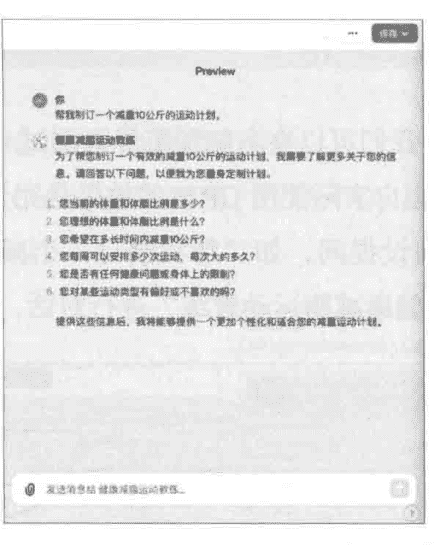 ... 保存
Preview
你
帮我制订一个减重10公斤的运动计划。
健康减脂运动教练
为了帮您制订一个有效的减重10公斤的运动计划，我需要了解更多关于您的信
息。请回答以下问题，以便我为您量身定制计划。
1. 您当前的体重和体脂比例是多少？
2. 您理想的体重和体脂比例是什么？
3. 您希望在多长时间内减重10公斤？
4. 您每周可以安排多少次运动，每次大约多久？
5. 您是否有任何健康问题或身体上的限制？
6. 您对某些运动类型有偏好或不喜欢的吗？
提供这些信息后，我将能够提供一个更加个性化和适合您的减重运动计划。
发送消息给 健康减脂运动教练...
?